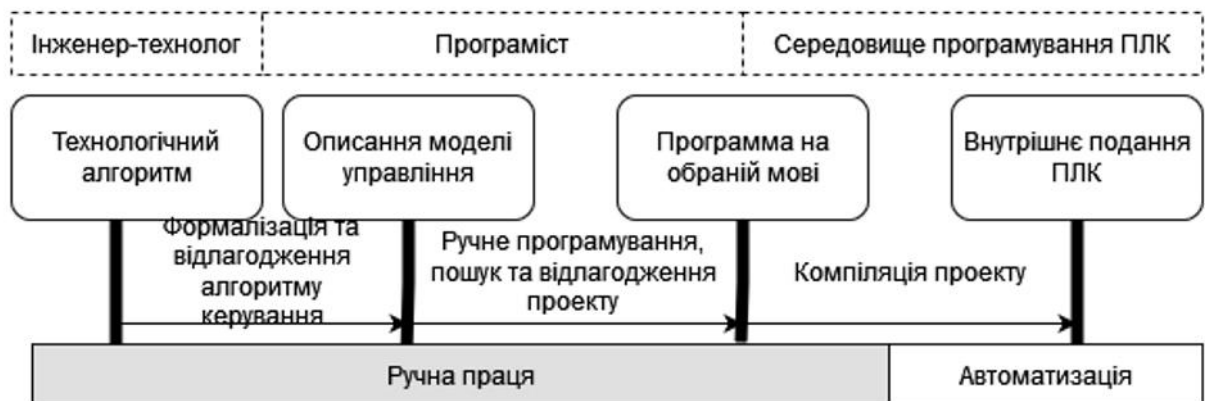 Інженер-технолог
Програміст
Середовище програмування ПЛК
Технологічний
алгоритм
Описання моделі
управління
Программа на
обраній мові
Внутрішнє подання
ПЛК
Формалізація та
відлагодження
алгоритму
керування
Ручне програмування,
пошук та відлагодження
проекту
Компіляція проекту
Ручна праця
Автоматизація